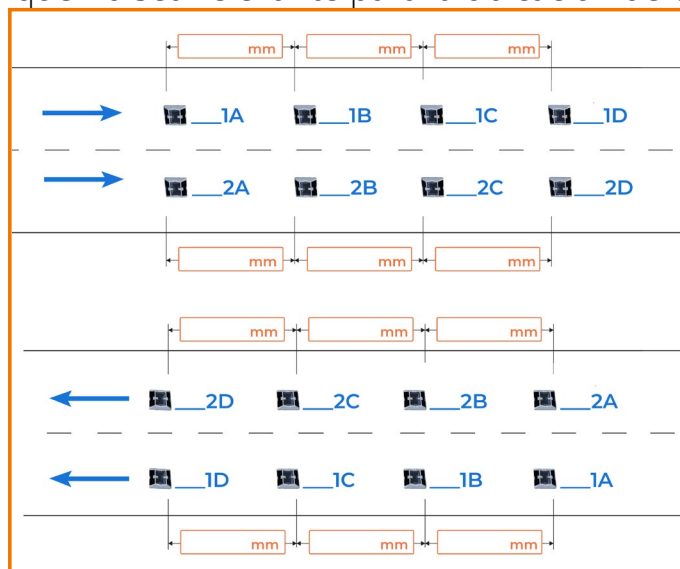 mm mm mm
___1A ___1B ___1C ___1D
___2A ___2B ___2C ___2D
mm mm mm
mm mm mm
___2D ___2C ___2B ___2A
___1D ___1C ___1B ___1A
mm mm mm